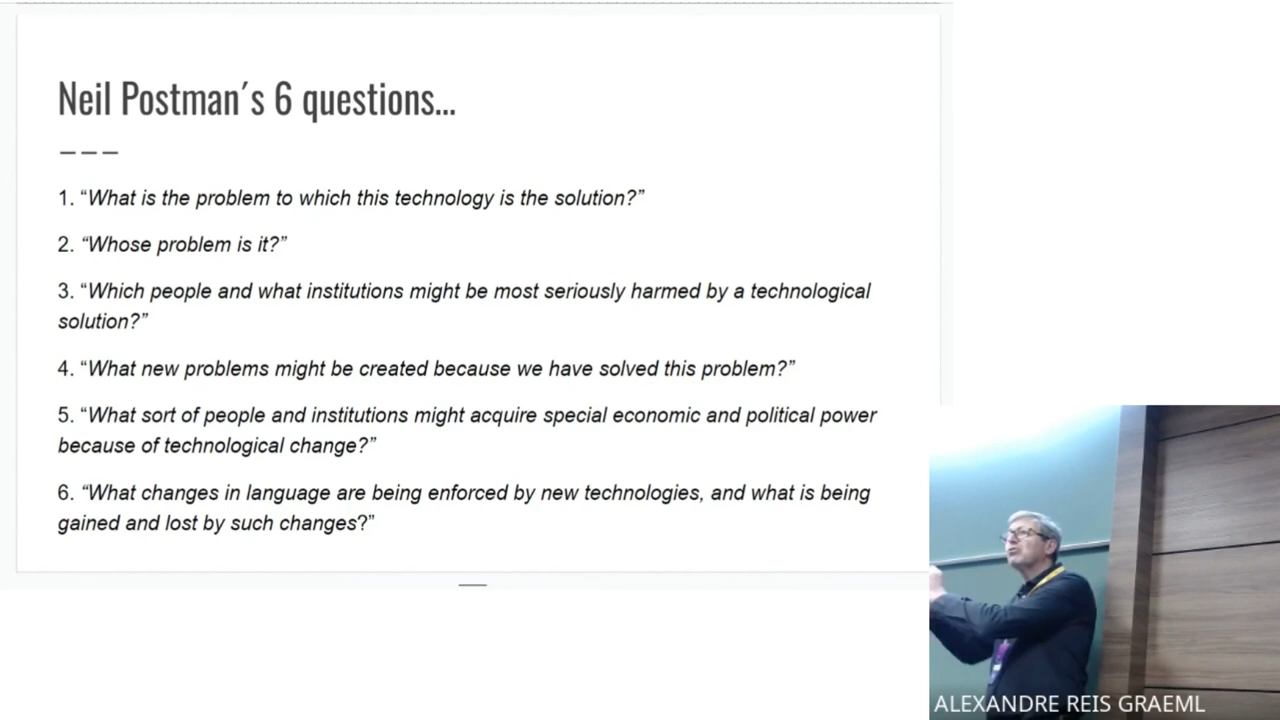 Neil Postman´s 6 questions...
1. “What is the problem to which this technology is the solution?”
2. “Whose problem is it?”
3. “Which people and what institutions might be most seriously harmed by a technological
solution?”
4. “What new problems might be created because we have solved this problem?”
5. “What sort of people and institutions might acquire special economic and political power
because of technological change?”
6. “What changes in language are being enforced by new technologies, and what is being
gained and lost by such changes?”
ALEXANDRE REIS GRAEML